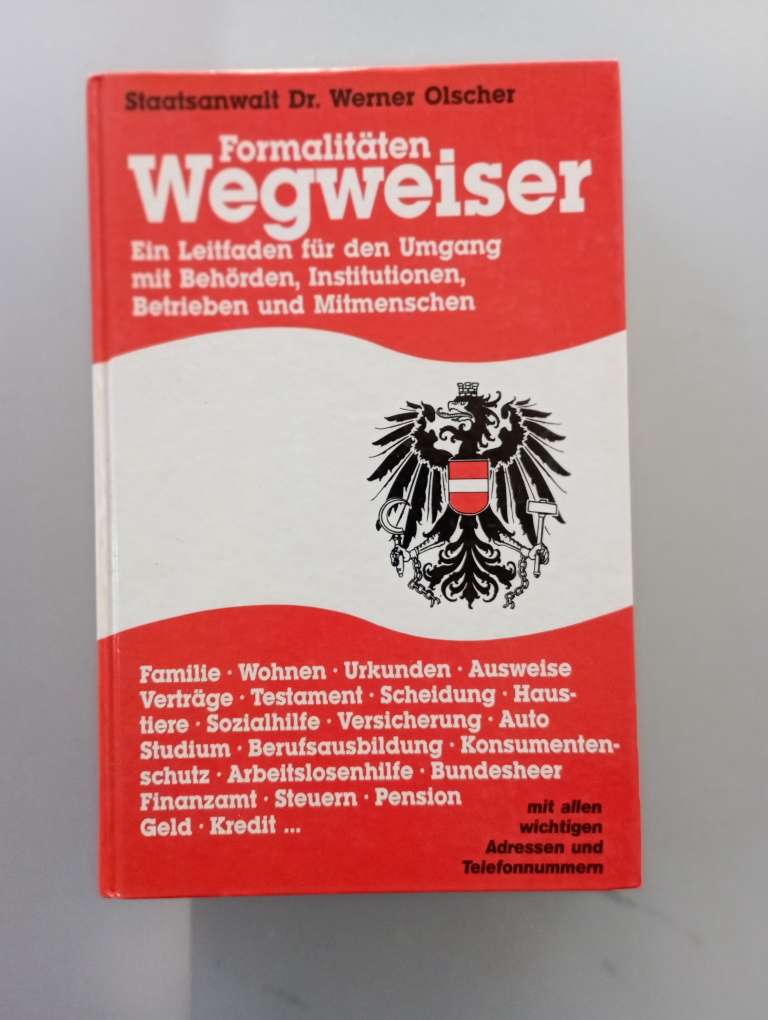 Staatsanwalt Dr. Werner Olscher
Formalitäten
Wegweiser
Ein Leitfaden für den Umgang
mit Behörden, Institutionen,
Betrieben und Mitmenschen
Familie · Wohnen · Urkunden · Ausweise
Verträge · Testament · Scheidung · Haus-
tiere · Sozialhilfe · Versicherung · Auto
Studium · Berufsausbildung · Konsumenten-
schutz · Arbeitslosenhilfe · Bundesheer
Finanzamt · Steuern · Pension
Geld · Kredit ...
mit allen
wichtigen
Adressen und
Telefonnummern